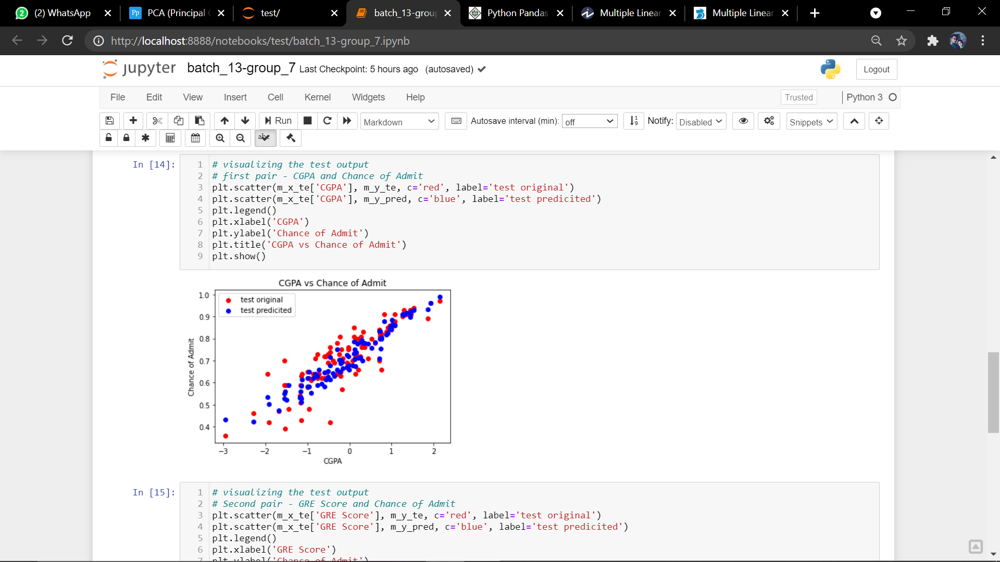 (2) WhatsApp
PCA (Principal
test/
batch_13-grou
Python Pandas
Multiple Linear
Multiple Linear
http://localhost:8888/notebooks/test/batch_13-group_7.ipynb
jupyter batch_13-group_7 Last Checkpoint: 5 hours ago (autosaved)
Logout
File Edit View Insert Cell Kernel Widgets Help
Trusted
Python 3
Run
Markdown
Autosave interval (min): off
Notify: Disabled
Snippets
In [14]:
1 # visualizing the test output
2 # first pair - CGPA and Chance of Admit
3 plt.scatter(m_x_te['CGPA'], m_y_te, c='red', label='test original')
4 plt.scatter(m_x_te['CGPA'], m_y_pred, c='blue', label='test predicited')
5 plt.legend()
6 plt.xlabel('CGPA')
7 plt.ylabel('Chance of Admit')
8 plt.title('CGPA vs Chance of Admit')
9 plt.show()
CGPA vs Chance of Admit
test original
test predicited
1.0
0.9
0.8
0.7
0.6
0.5
0.4
Chance of Admit
−3 −2 −1 0 1 2
CGPA
In [15]:
1 # visualizing the test output
2 # Second pair - GRE Score and Chance of Admit
3 plt.scatter(m_x_te['GRE Score'], m_y_te, c='red', label='test original')
4 plt.scatter(m_x_te['GRE Score'], m_y_pred, c='blue', label='test predicited')
5 plt.legend()
6 plt.xlabel('GRE Score')
7 plt.ylabel('Chance of Admit')